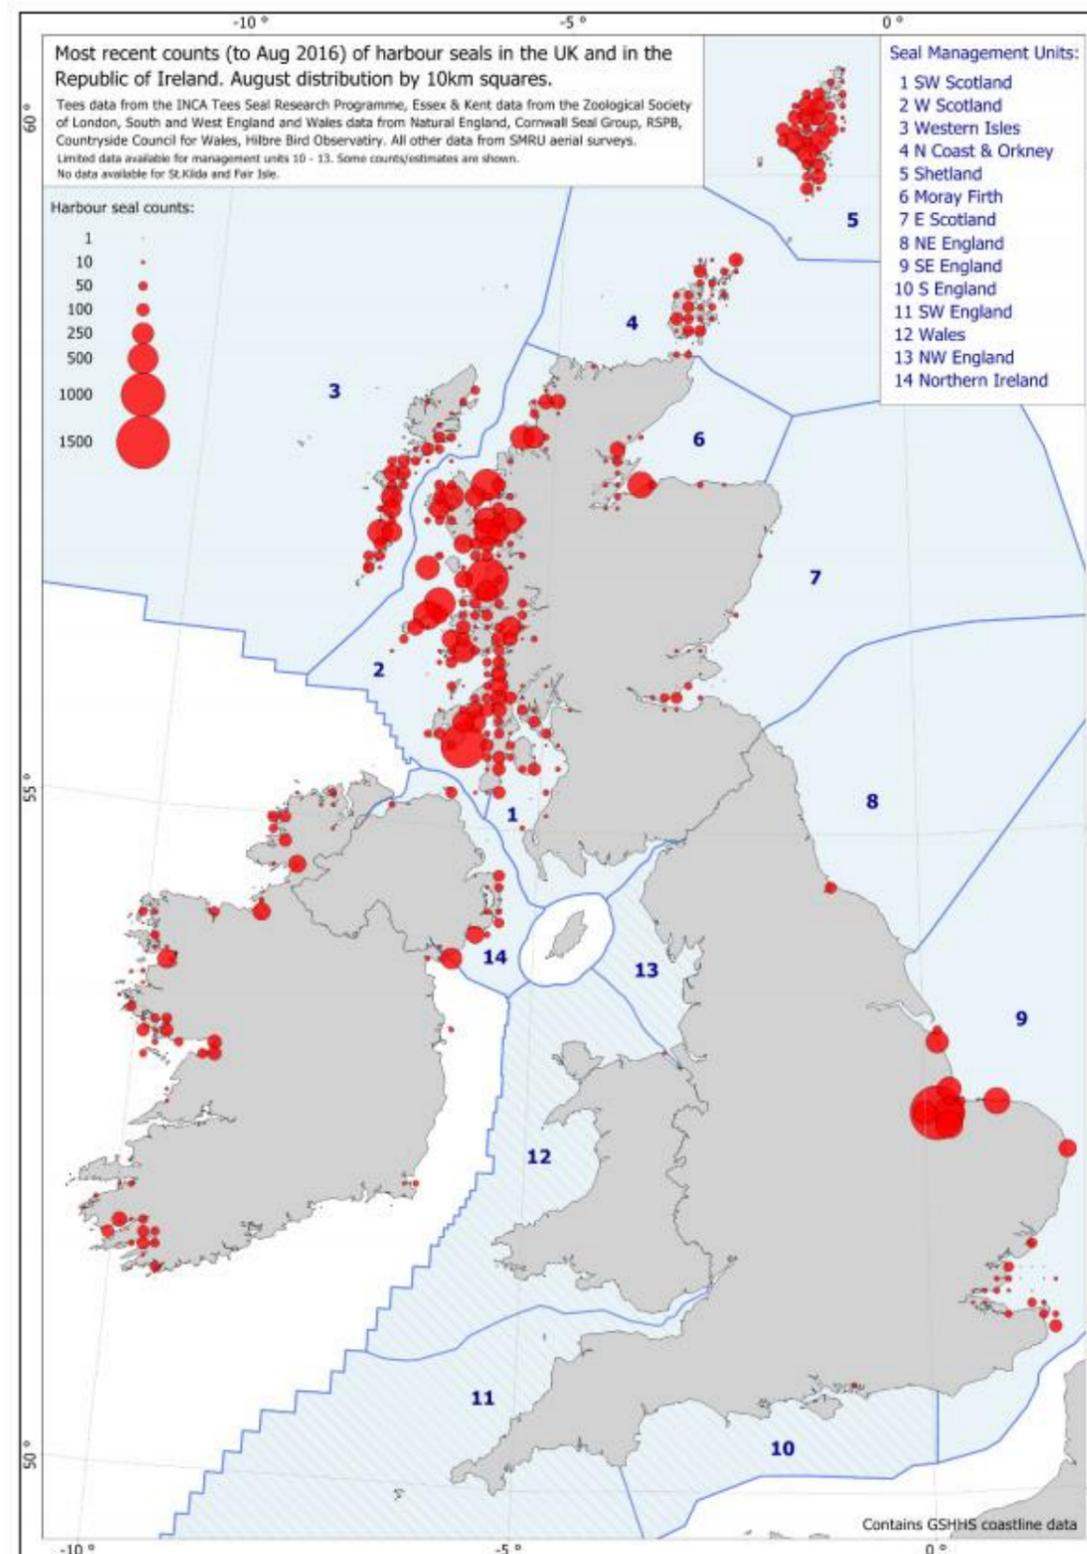 -10 °
-5 °
0 °
Most recent counts (to Aug 2016) of harbour seals in the UK and in the
Republic of Ireland. August distribution by 10km squares.
Tees data from the INCA Tees Seal Research Programme, Essex & Kent data from the Zoological Society
of London, South and West England and Wales data from Natural England, Cornwall Seal Group, RSPB,
Countryside Council for Wales, Hilbre Bird Observatiry. All other data from SMRU aerial surveys.
Limited data available for management units 10 - 13. Some counts/estimates are shown.
No data available for St.Kilda and Fair Isle.
Seal Management Units:
1 SW Scotland
2 W Scotland
3 Western Isles
4 N Coast & Orkney
5 Shetland
6 Moray Firth
7 E Scotland
8 NE England
9 SE England
10 S England
11 SW England
12 Wales
13 NW England
14 Northern Ireland
60 °
Harbour seal counts:
1
10
50
100
250
500
1000
1500
5
4
3
6
7
2
55 °
8
1
14
13
9
12
11
10
50 °
Contains GSHHS coastline data
-10 °
-5 °
0 °